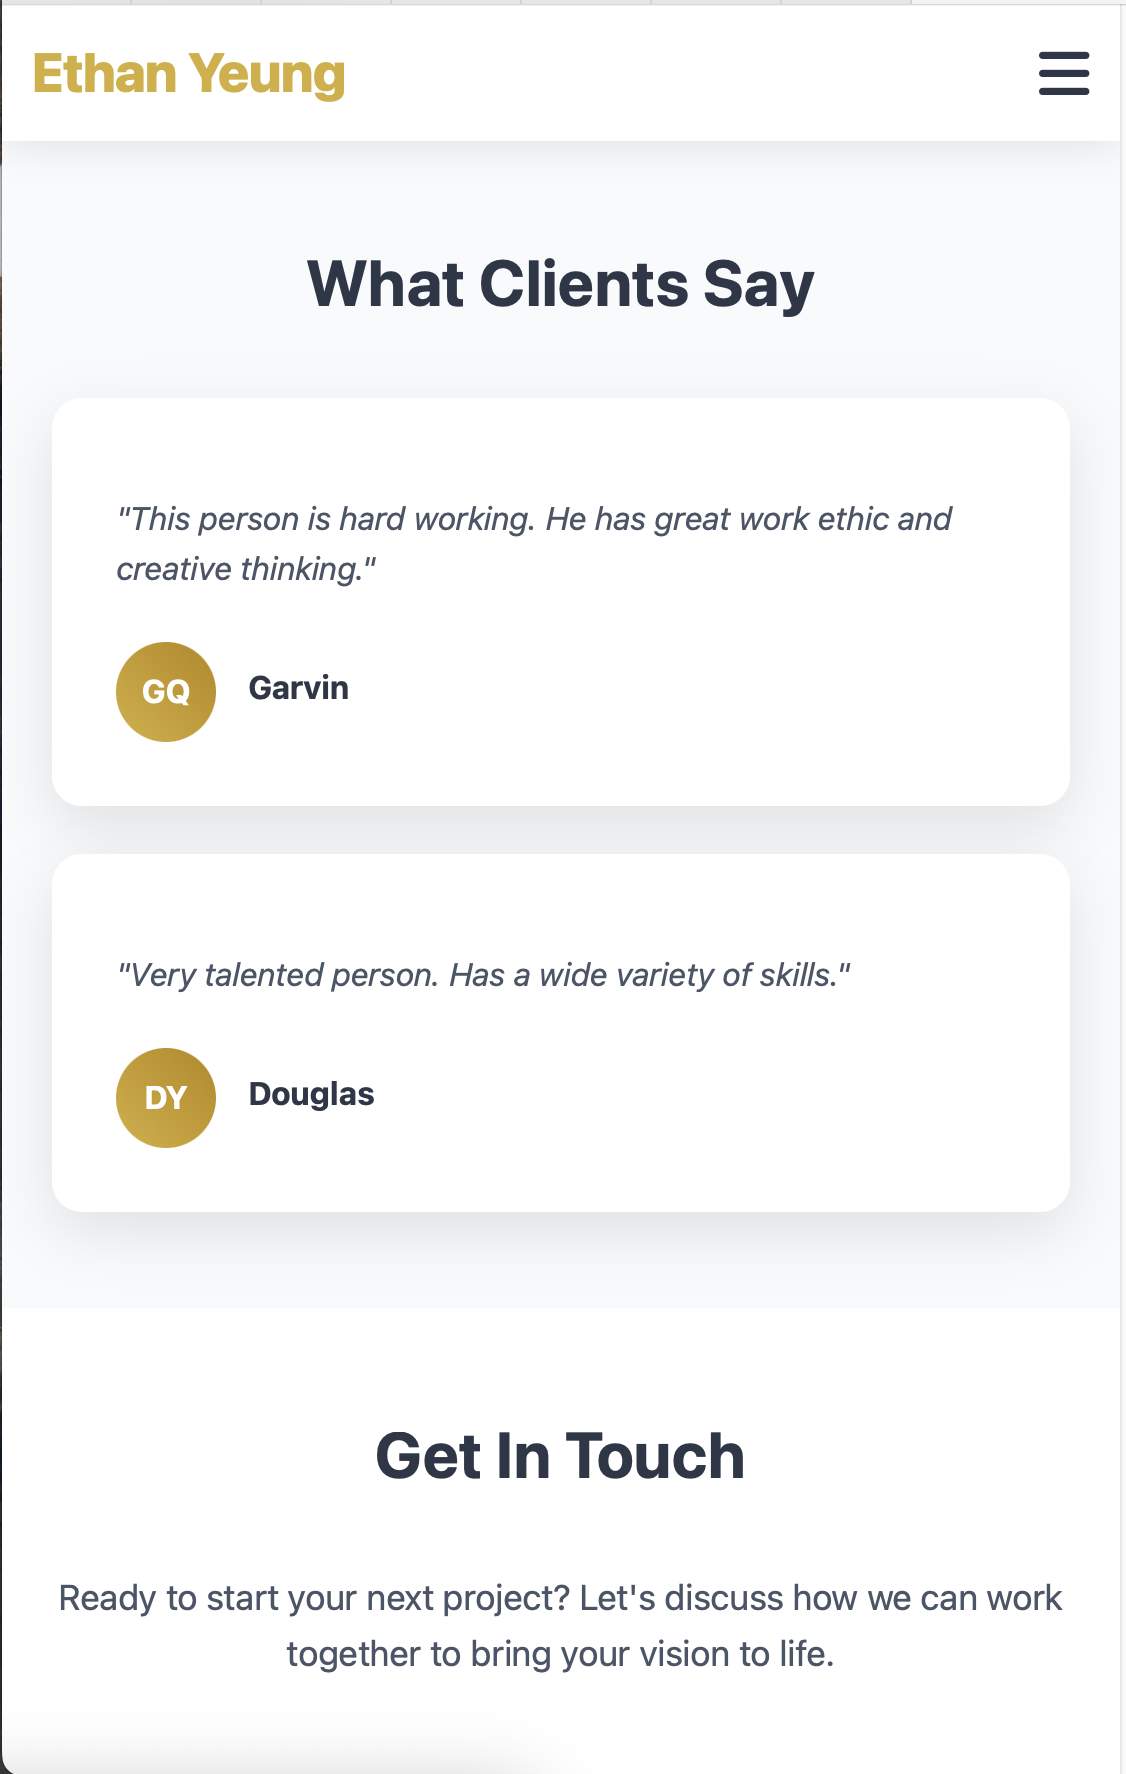 Ethan Yeung
What Clients Say
"This person is hard working. He has great work ethic and
creative thinking."
GQ
Garvin
"Very talented person. Has a wide variety of skills."
DY
Douglas
Get In Touch
Ready to start your next project? Let's discuss how we can work
together to bring your vision to life.